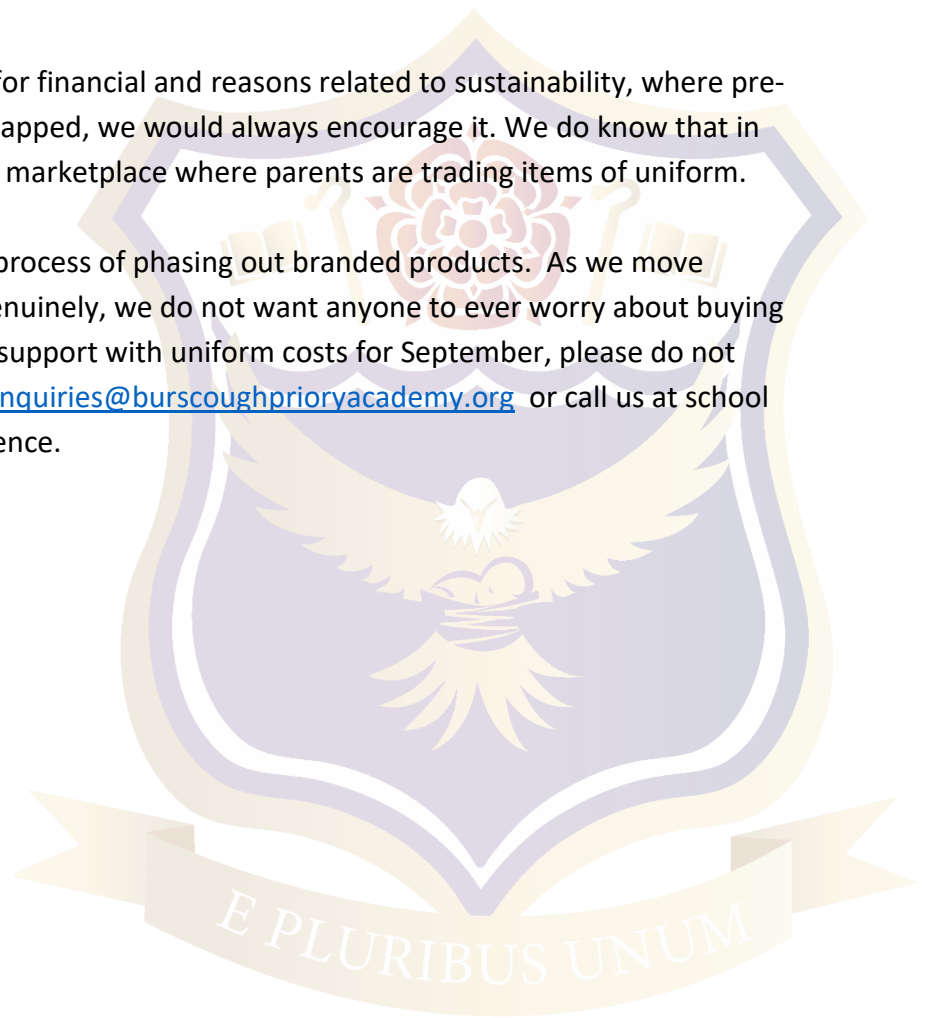 for financial and reasons related to sustainability, where pre-
apped, we would always encourage it. We do know that in
marketplace where parents are trading items of uniform.
process of phasing out branded products.  As we move
enuinely, we do not want anyone to ever worry about buying
support with uniform costs for September, please do not
nquiries@burscoughprioryacademy.org  or call us at school
ence.
E PLURIBUS UNUM